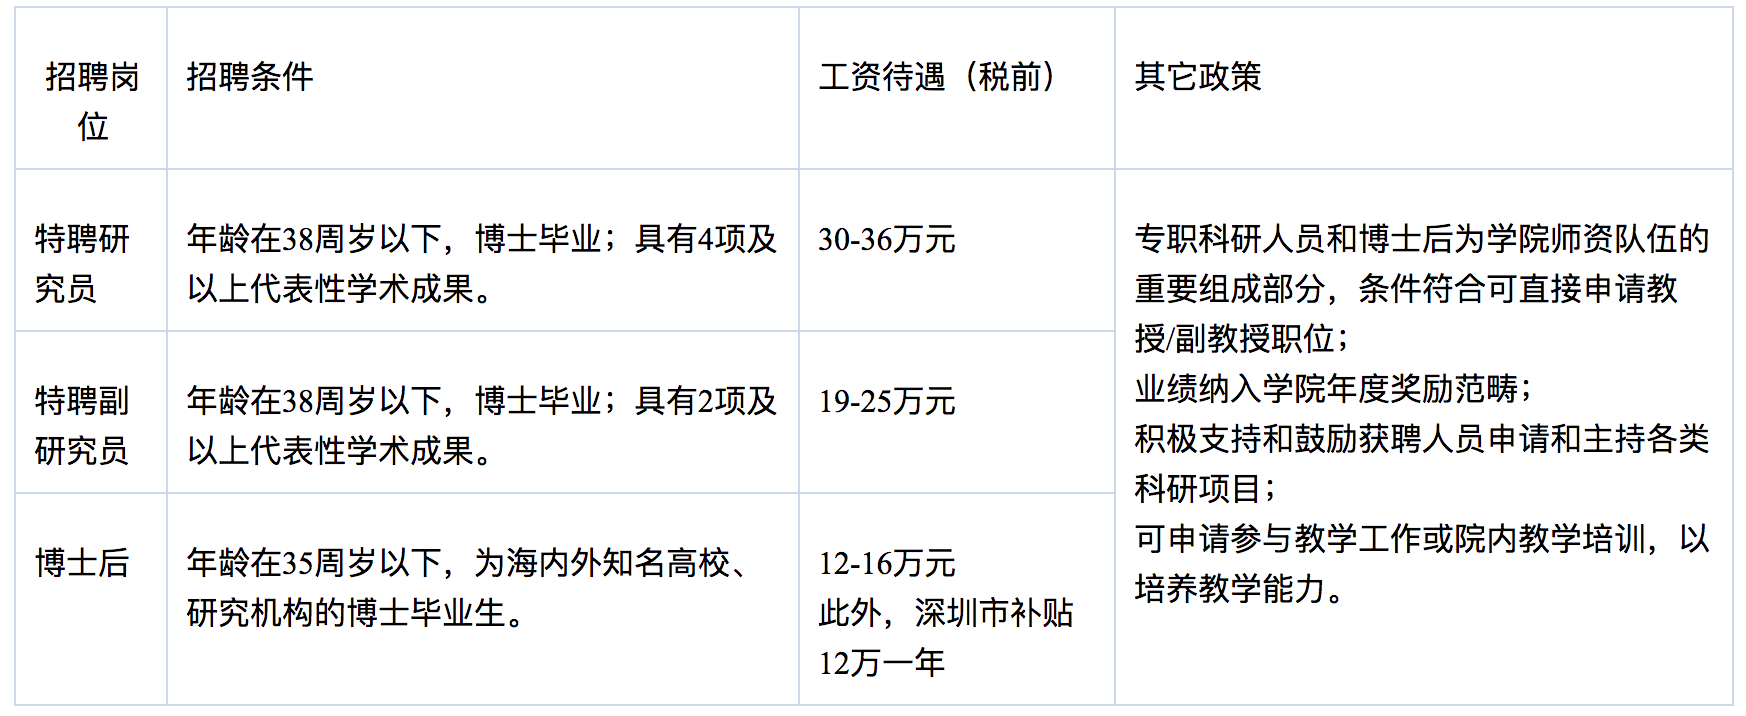 招聘岗
位
招聘条件
工资待遇（税前）
其它政策
特聘研
究员
年龄在38周岁以下，博士毕业；具有4项及
以上代表性学术成果。
30-36万元
专职科研人员和博士后为学院师资队伍的
重要组成部分，条件符合可直接申请教
授/副教授职位；
业绩纳入学院年度奖励范畴；
积极支持和鼓励获聘人员申请和主持各类
科研项目；
可申请参与教学工作或院内教学培训，以
培养教学能力。
特聘副
研究员
年龄在38周岁以下，博士毕业；具有2项及
以上代表性学术成果。
19-25万元
博士后
年龄在35周岁以下，为海内外知名高校、
研究机构的博士毕业生。
12-16万元
此外，深圳市补贴
12万一年